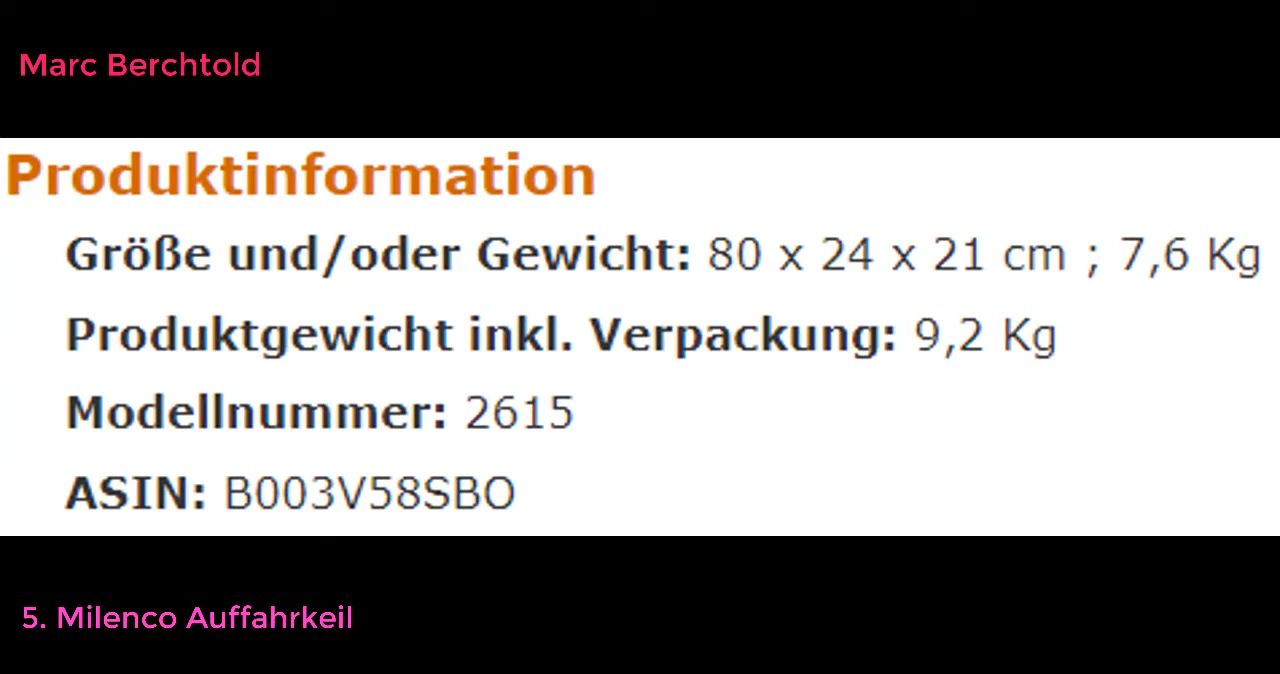 Marc Berchtold
Produktinformation
Größe und/oder Gewicht: 80 x 24 x 21 cm ; 7,6 Kg
Produktgewicht inkl. Verpackung: 9,2 Kg
Modellnummer: 2615
ASIN: B003V58SBO
5. Milenco Auffahrkeil